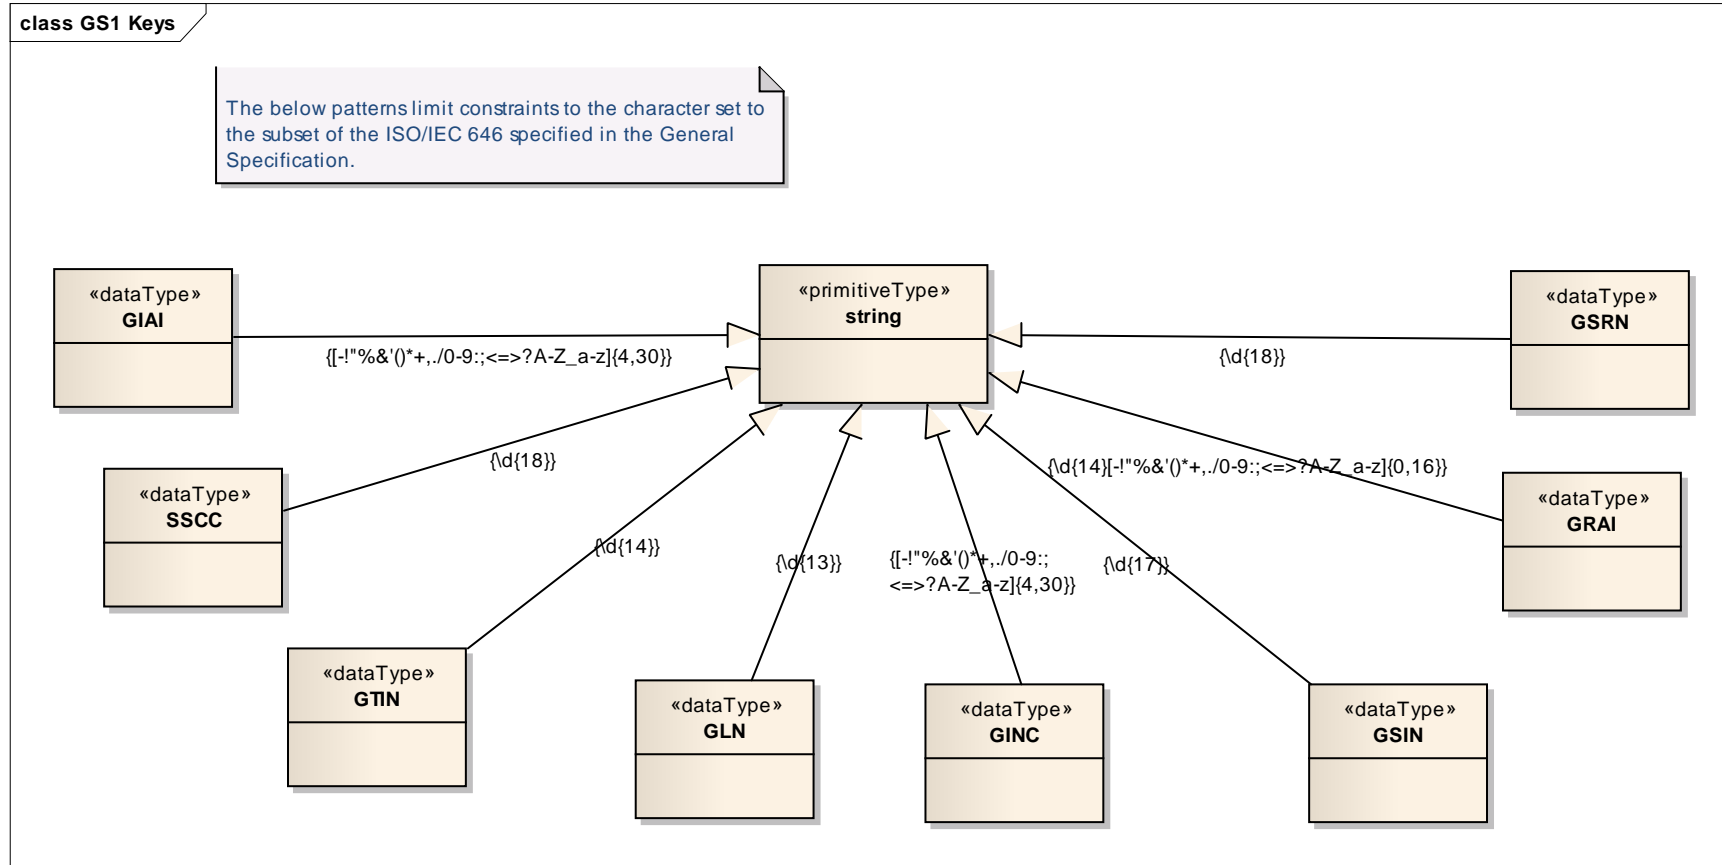 class GS1 Keys
The below patterns limit constraints to the character set to
the subset of the ISO/IEC 646 specified in the General
Specification.
«dataType»
GIAI
«primitiveType»
string
«dataType»
GSRN
{[-!"%&'()*+,./0-9:;<=>?A-Z_a-z]{4,30}}
{\d{18}}
{\d{18}}
{\d{14}[-!"%&'()*+,./0-9:;<=>?A-Z_a-z]{0,16}}
«dataType»
SSCC
«dataType»
GRAI
{\d{14}}
{\d{13}}
{[-!"%&'()*+,./0-9:;
<=>?A-Z_a-z]{4,30}}
{\d{17}}
«dataType»
GTIN
«dataType»
GLN
«dataType»
GINC
«dataType»
GSIN